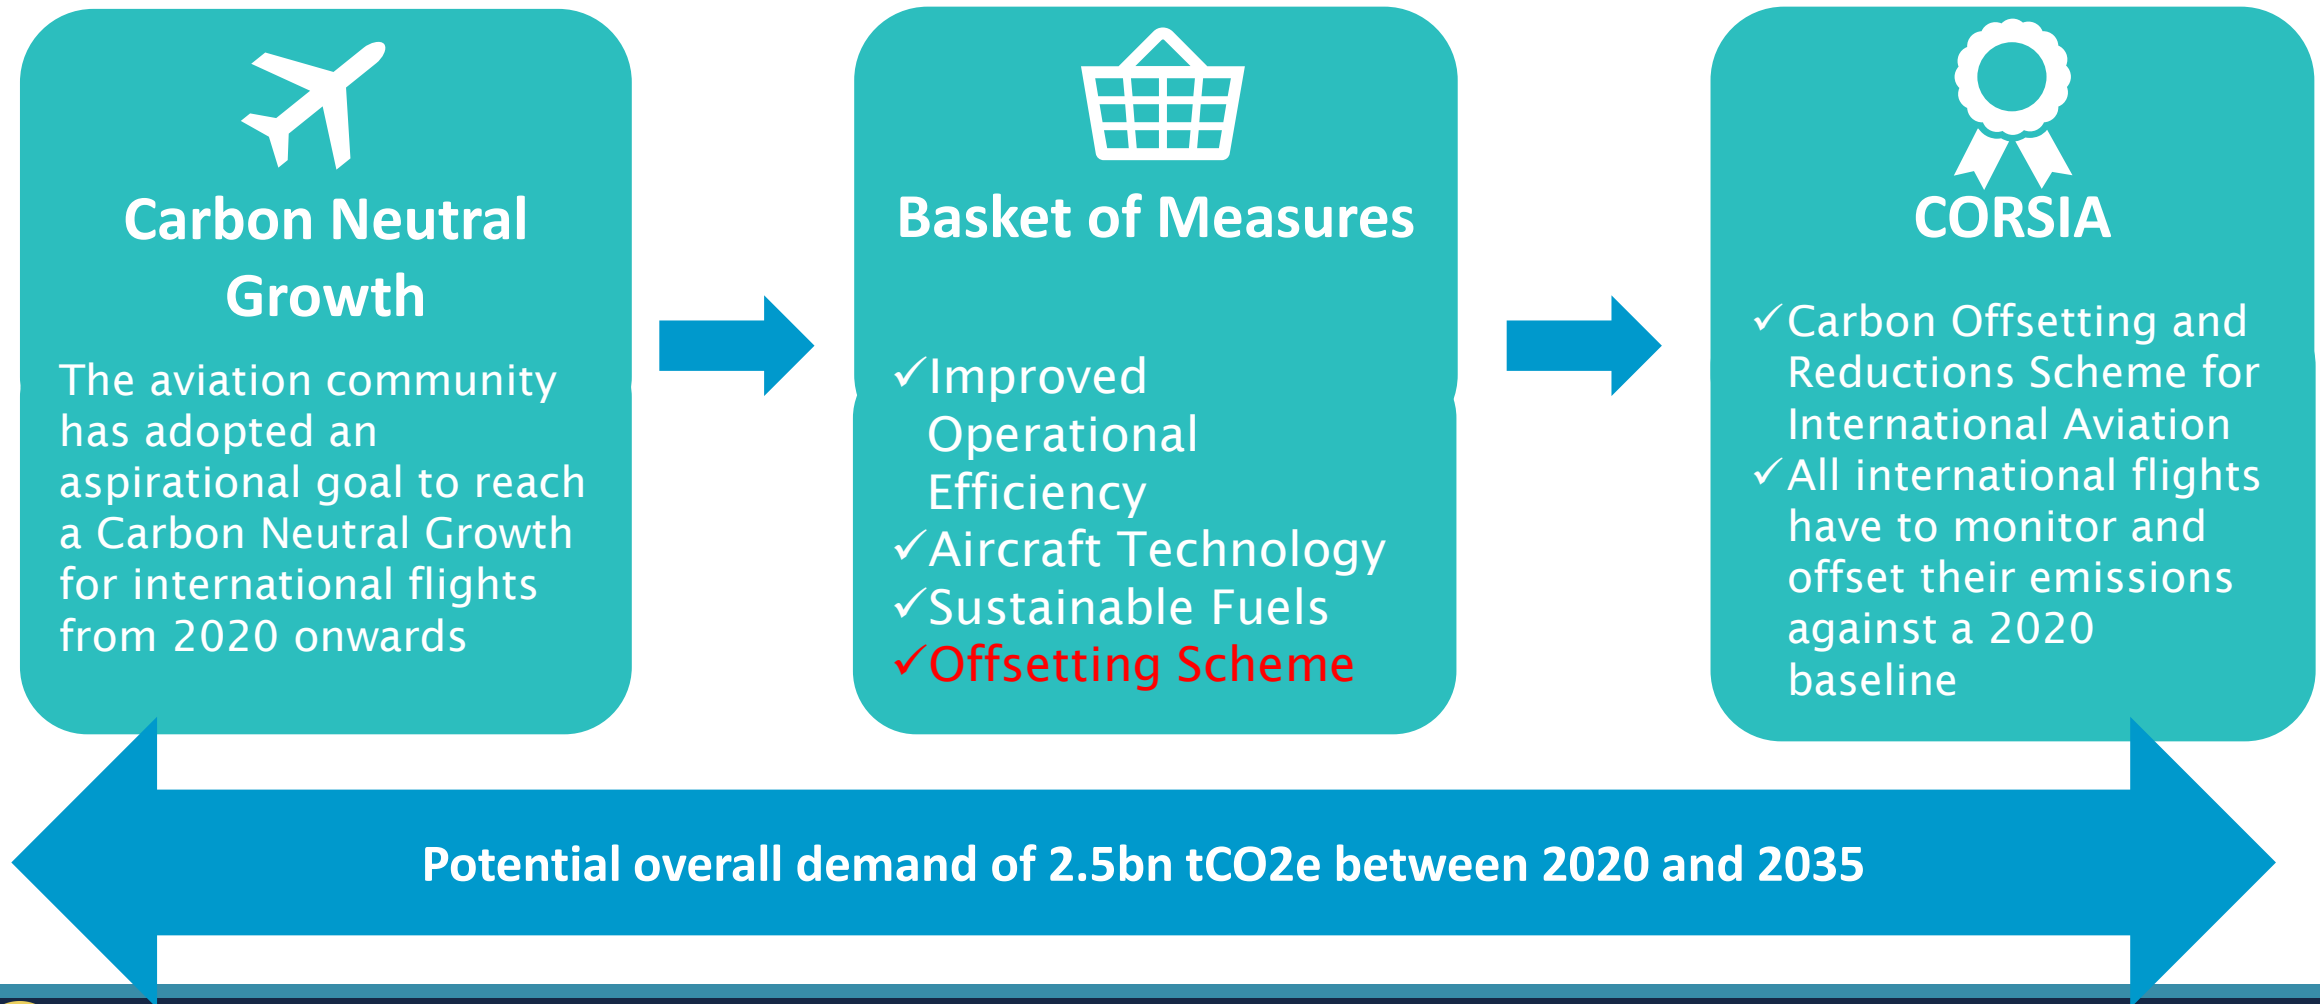 Carbon Neutral
Growth
The aviation community
has adopted an
aspirational goal to reach
a Carbon Neutral Growth
for international flights
from 2020 onwards
Basket of Measures
✓Improved
Operational
Efficiency
✓Aircraft Technology
✓Sustainable Fuels
✓Offsetting Scheme
CORSIA
✓Carbon Offsetting and
Reductions Scheme for
International Aviation
✓All international flights
have to monitor and
offset their emissions
against a 2020
baseline
Potential overall demand of 2.5bn tCO2e between 2020 and 2035